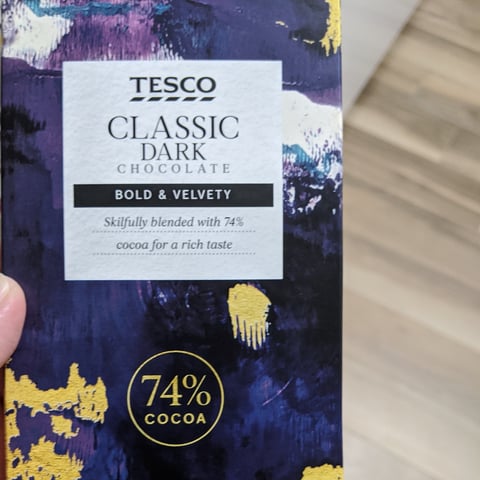 TESCO
CLASSIC
DARK
CHOCOLATE
BOLD & VELVETY
Skilfully blended with 74%
cocoa for a rich taste
74%
COCOA